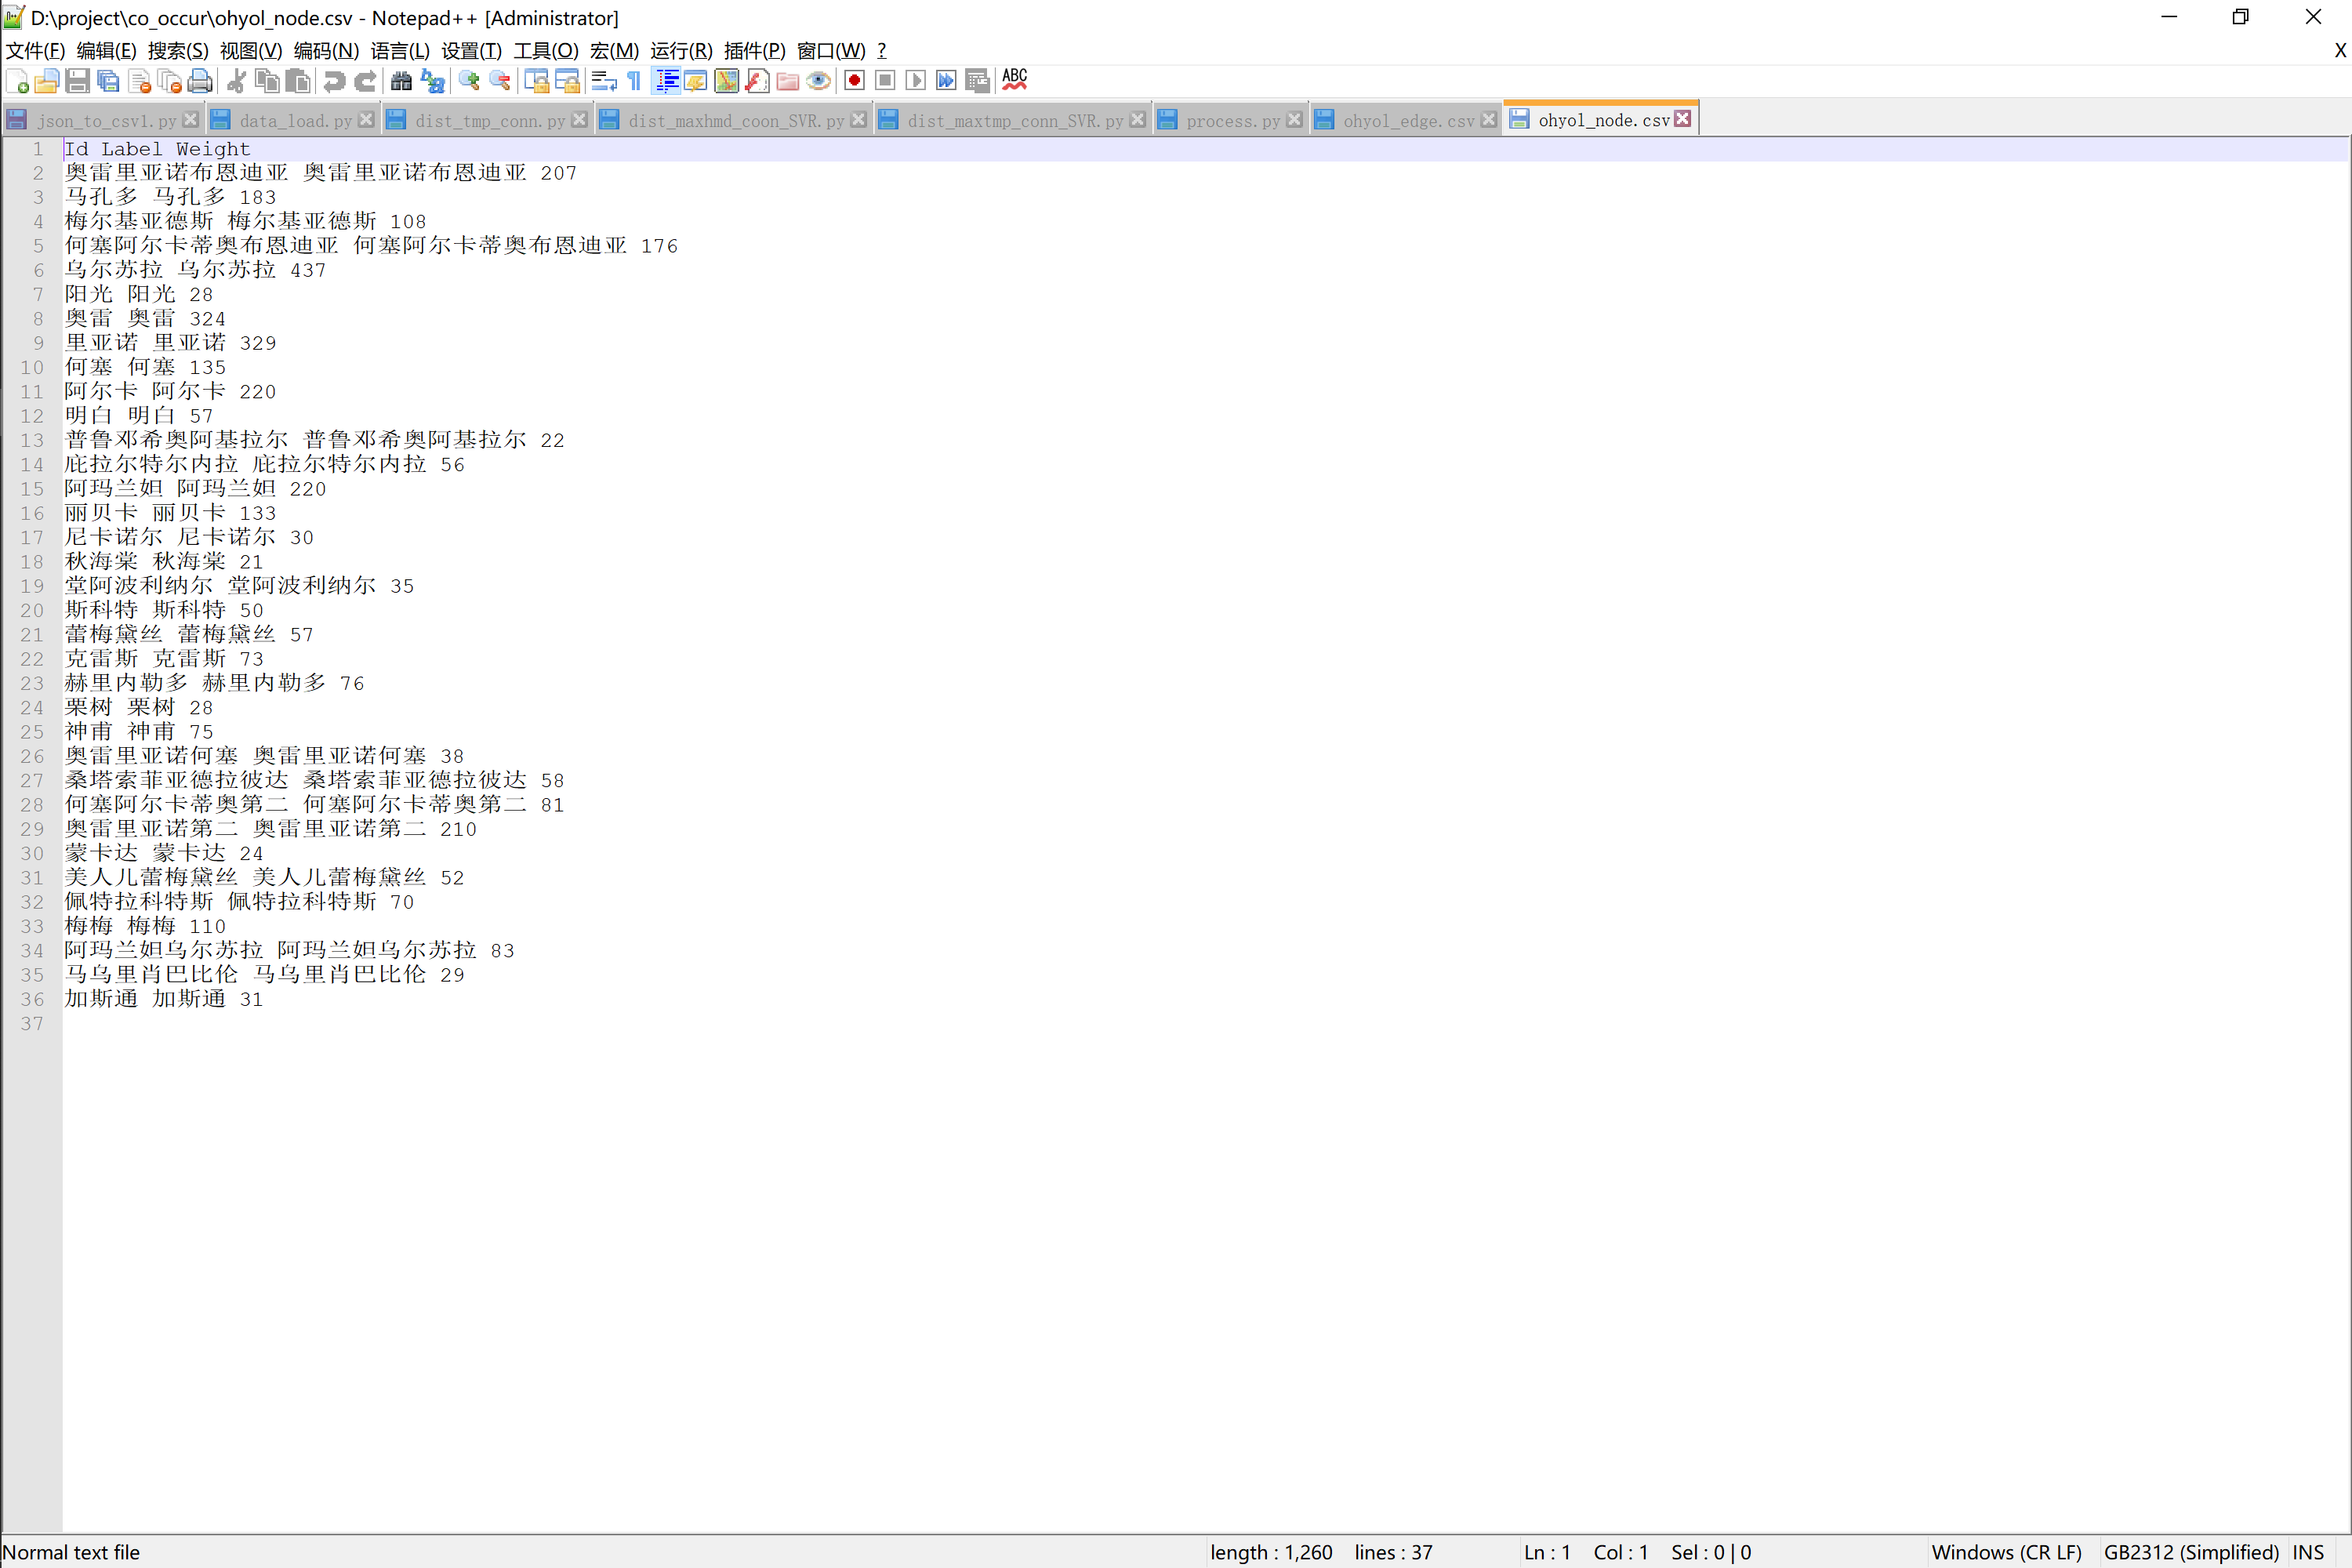 D:\project\co_occur\ohyol_node.csv - Notepad++ [Administrator]
文件(F) 编辑(E) 搜索(S) 视图(V) 编码(N) 语言(L) 设置(T) 工具(O) 宏(M) 运行(R) 插件(P) 窗口(W) ? X
json_to_csv1.py data_load.py dist_tmp_conn.py dist_maxhmd_coon_SVR.py dist_maxtmp_conn_SVR.py process.py ohyol_edge.csv ohyol_node.csv
1 Id Label Weight
2 奥雷里亚诺布恩迪亚 奥雷里亚诺布恩迪亚 207
3 马孔多 马孔多 183
4 梅尔基亚德斯 梅尔基亚德斯 108
5 何塞阿尔卡蒂奥布恩迪亚 何塞阿尔卡蒂奥布恩迪亚 176
6 乌尔苏拉 乌尔苏拉 437
7 阳光 阳光 28
8 奥雷 奥雷 324
9 里亚诺 里亚诺 329
10 何塞 何塞 135
11 阿尔卡 阿尔卡 220
12 明白 明白 57
13 普鲁邓希奥阿基拉尔 普鲁邓希奥阿基拉尔 22
14 庇拉尔特尔内拉 庇拉尔特尔内拉 56
15 阿玛兰妲 阿玛兰妲 220
16 丽贝卡 丽贝卡 133
17 尼卡诺尔 尼卡诺尔 30
18 秋海棠 秋海棠 21
19 堂阿波利纳尔 堂阿波利纳尔 35
20 斯科特 斯科特 50
21 蕾梅黛丝 蕾梅黛丝 57
22 克雷斯 克雷斯 73
23 赫里内勒多 赫里内勒多 76
24 栗树 栗树 28
25 神甫 神甫 75
26 奥雷里亚诺何塞 奥雷里亚诺何塞 38
27 桑塔索菲亚德拉彼达 桑塔索菲亚德拉彼达 58
28 何塞阿尔卡蒂奥第二 何塞阿尔卡蒂奥第二 81
29 奥雷里亚诺第二 奥雷里亚诺第二 210
30 蒙卡达 蒙卡达 24
31 美人儿蕾梅黛丝 美人儿蕾梅黛丝 52
32 佩特拉科特斯 佩特拉科特斯 70
33 梅梅 梅梅 110
34 阿玛兰妲乌尔苏拉 阿玛兰妲乌尔苏拉 83
35 马乌里肖巴比伦 马乌里肖巴比伦 29
36 加斯通 加斯通 31
37
Normal text file length : 1,260 lines : 37 Ln : 1 Col : 1 Sel : 0 | 0 Windows (CR LF) GB2312 (Simplified) INS